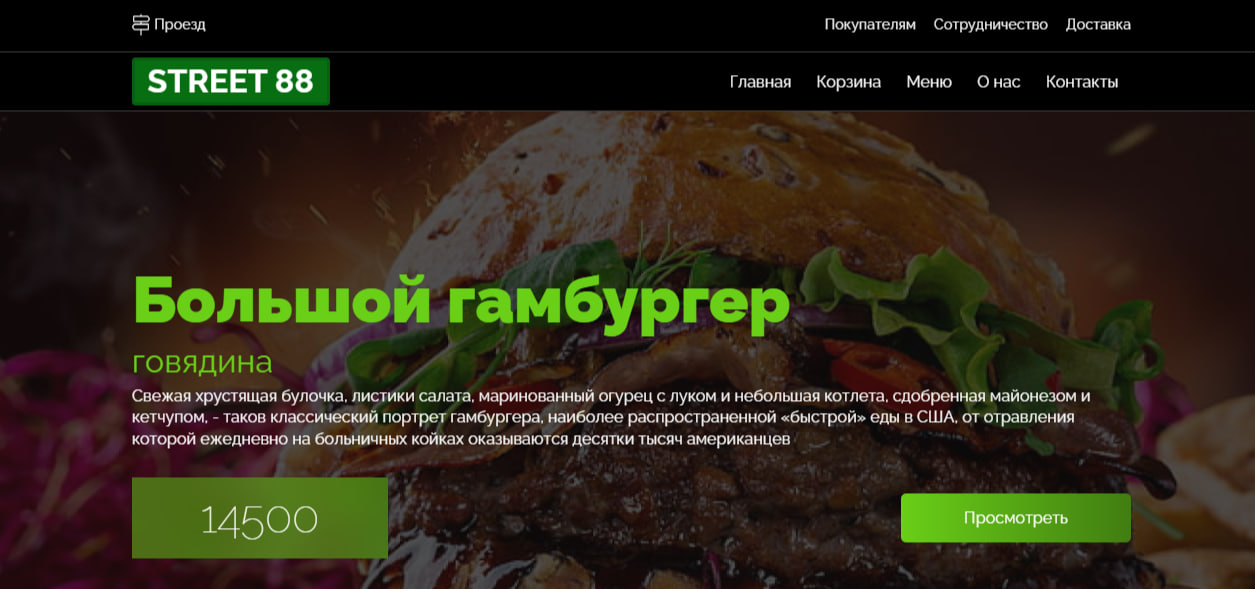 Проезд
Покупателям Сотрудничество Доставка
STREET 88
Главная Корзина Меню О нас Контакты
Большой гамбургер
говядина
Свежая хрустящая булочка, листики салата, маринованный огурец с луком и небольшая котлета, сдобренная майонезом и
кетчупом, - таков классический портрет гамбургера, наиболее распространенной «быстрой» еды в США, от отравления
которой ежедневно на больничных койках оказываются десятки тысяч американцев
14500
Просмотреть